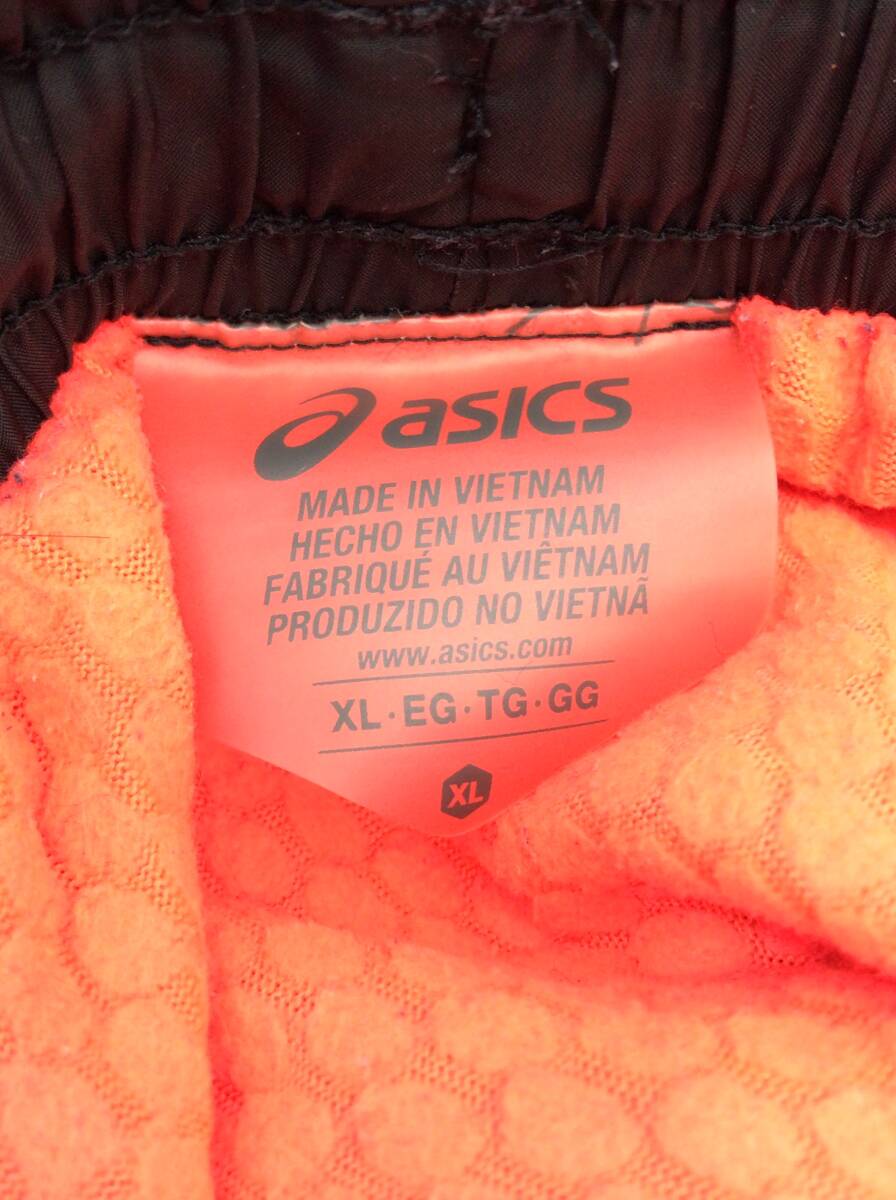 asics
MADE IN VIETNAM
HECHO EN VIETNAM
FABRIQUÉ AU VIÊTNAM
PRODUZIDO NO VIETNÃ
www.asics.com
XL·EG·TG·GG
XL